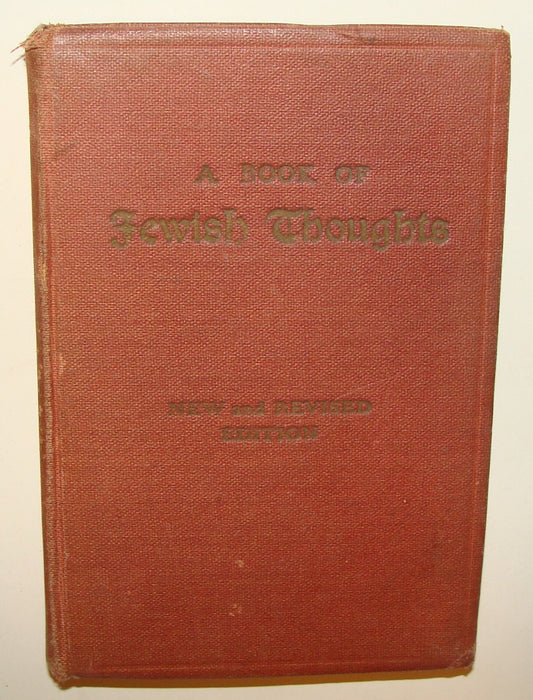 A BOOK OF
Jewish Thoughts
NEW and REVISED
EDITION